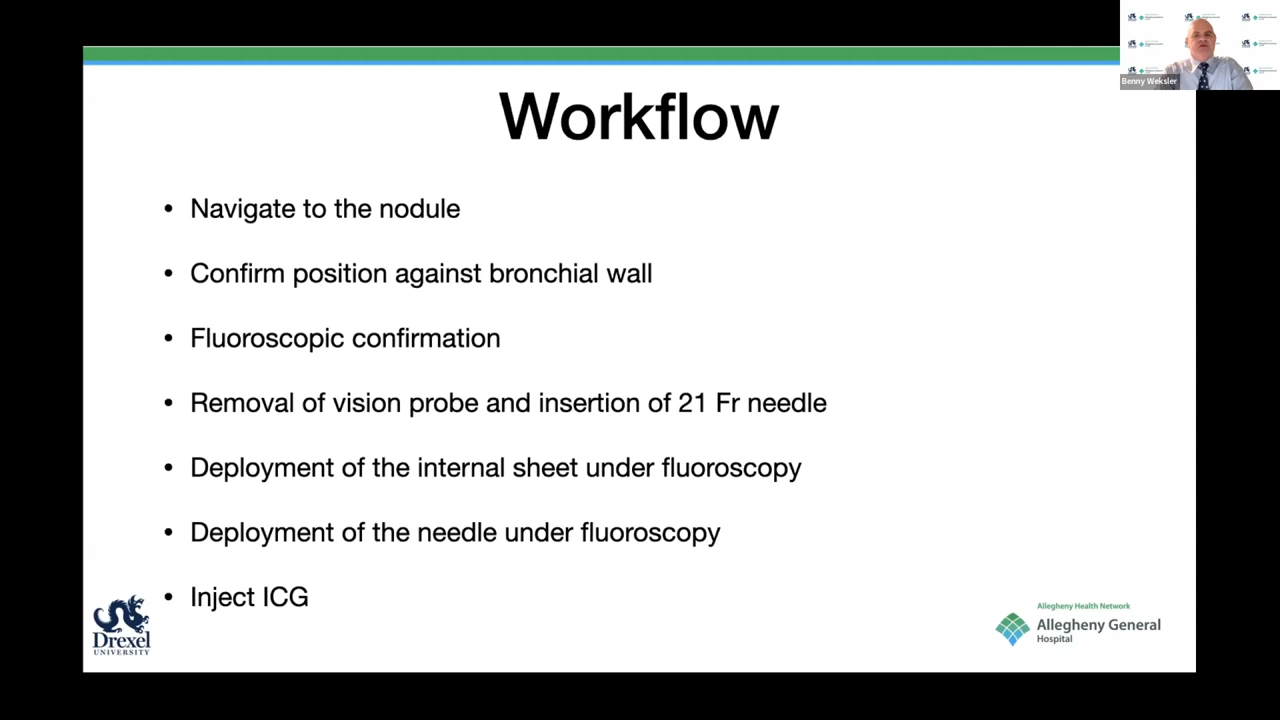 Workflow
• Navigate to the nodule
• Confirm position against bronchial wall
• Fluoroscopic confirmation
• Removal of vision probe and insertion of 21 Fr needle
• Deployment of the internal sheet under fluoroscopy
• Deployment of the needle under fluoroscopy
• Inject ICG
Drexel
UNIVERSITY
Allegheny Health Network
Allegheny General
Hospital
Benny Weksler